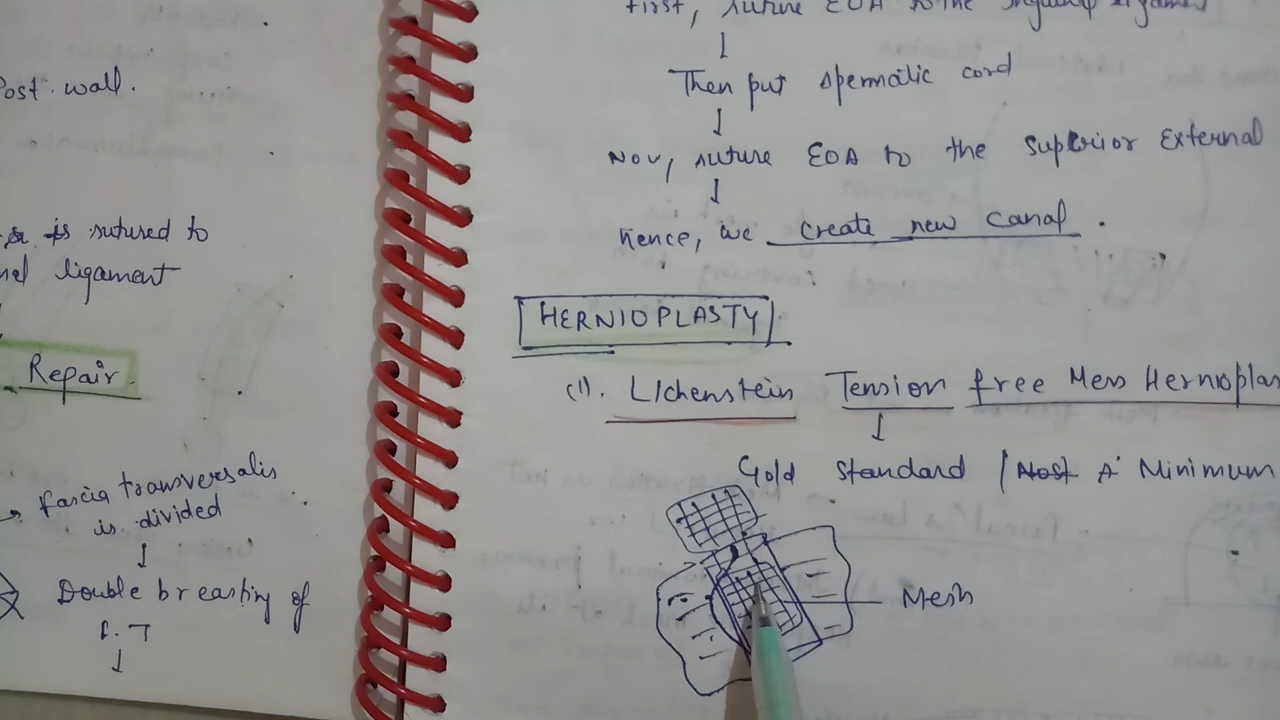 Post. wall.
is sutured to
ligament
Repair.
→ fascia transversalis
is divided
↓
Double breasting of
F.T
↓
First, suture EOA to the
↓
Then put spermatic cord
↓
Now, suture EOA to the superior External
↓
Hence, we create new canal.
HERNIOPLASTY
(1). LIchenstein Tension free Mesh Hernioplas
↓
Gold Standard / A' Minimum
Mesh